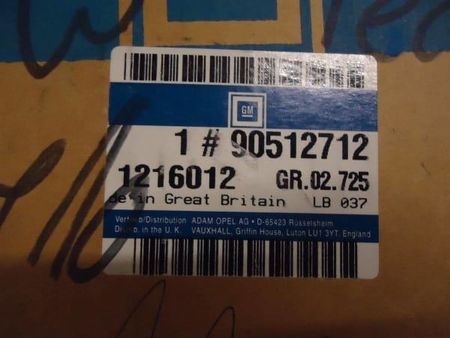 GM
1 # 90512712
1216012 GR.02.725
de in Great Britain LB 037
Vertrieb/Distribution ADAM OPEL AG • D-65423 Rüsselsheim
in the U.K. VAUXHALL, Griffin House, Luton LU1 3YT. England